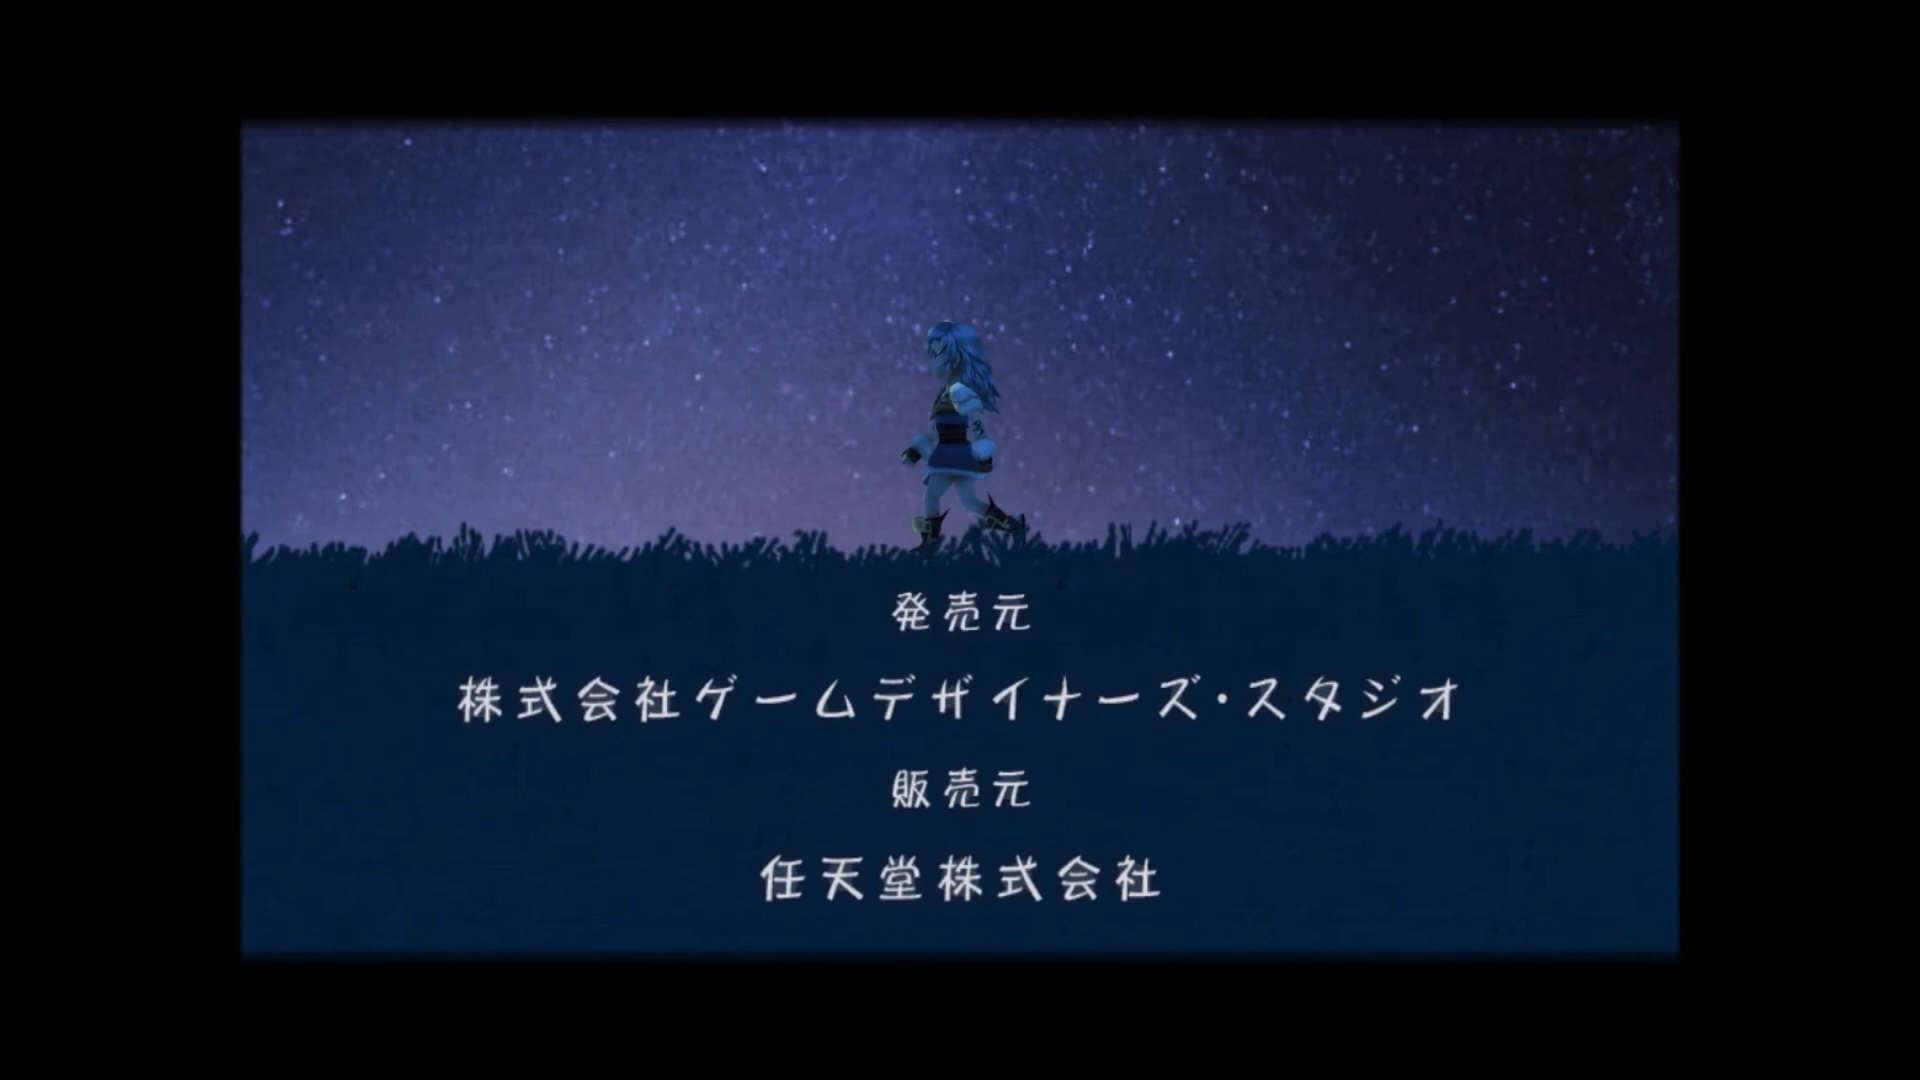 発売元
株式会社ゲームデザイナーズ・スタジオ
販売元
任天堂株式会社